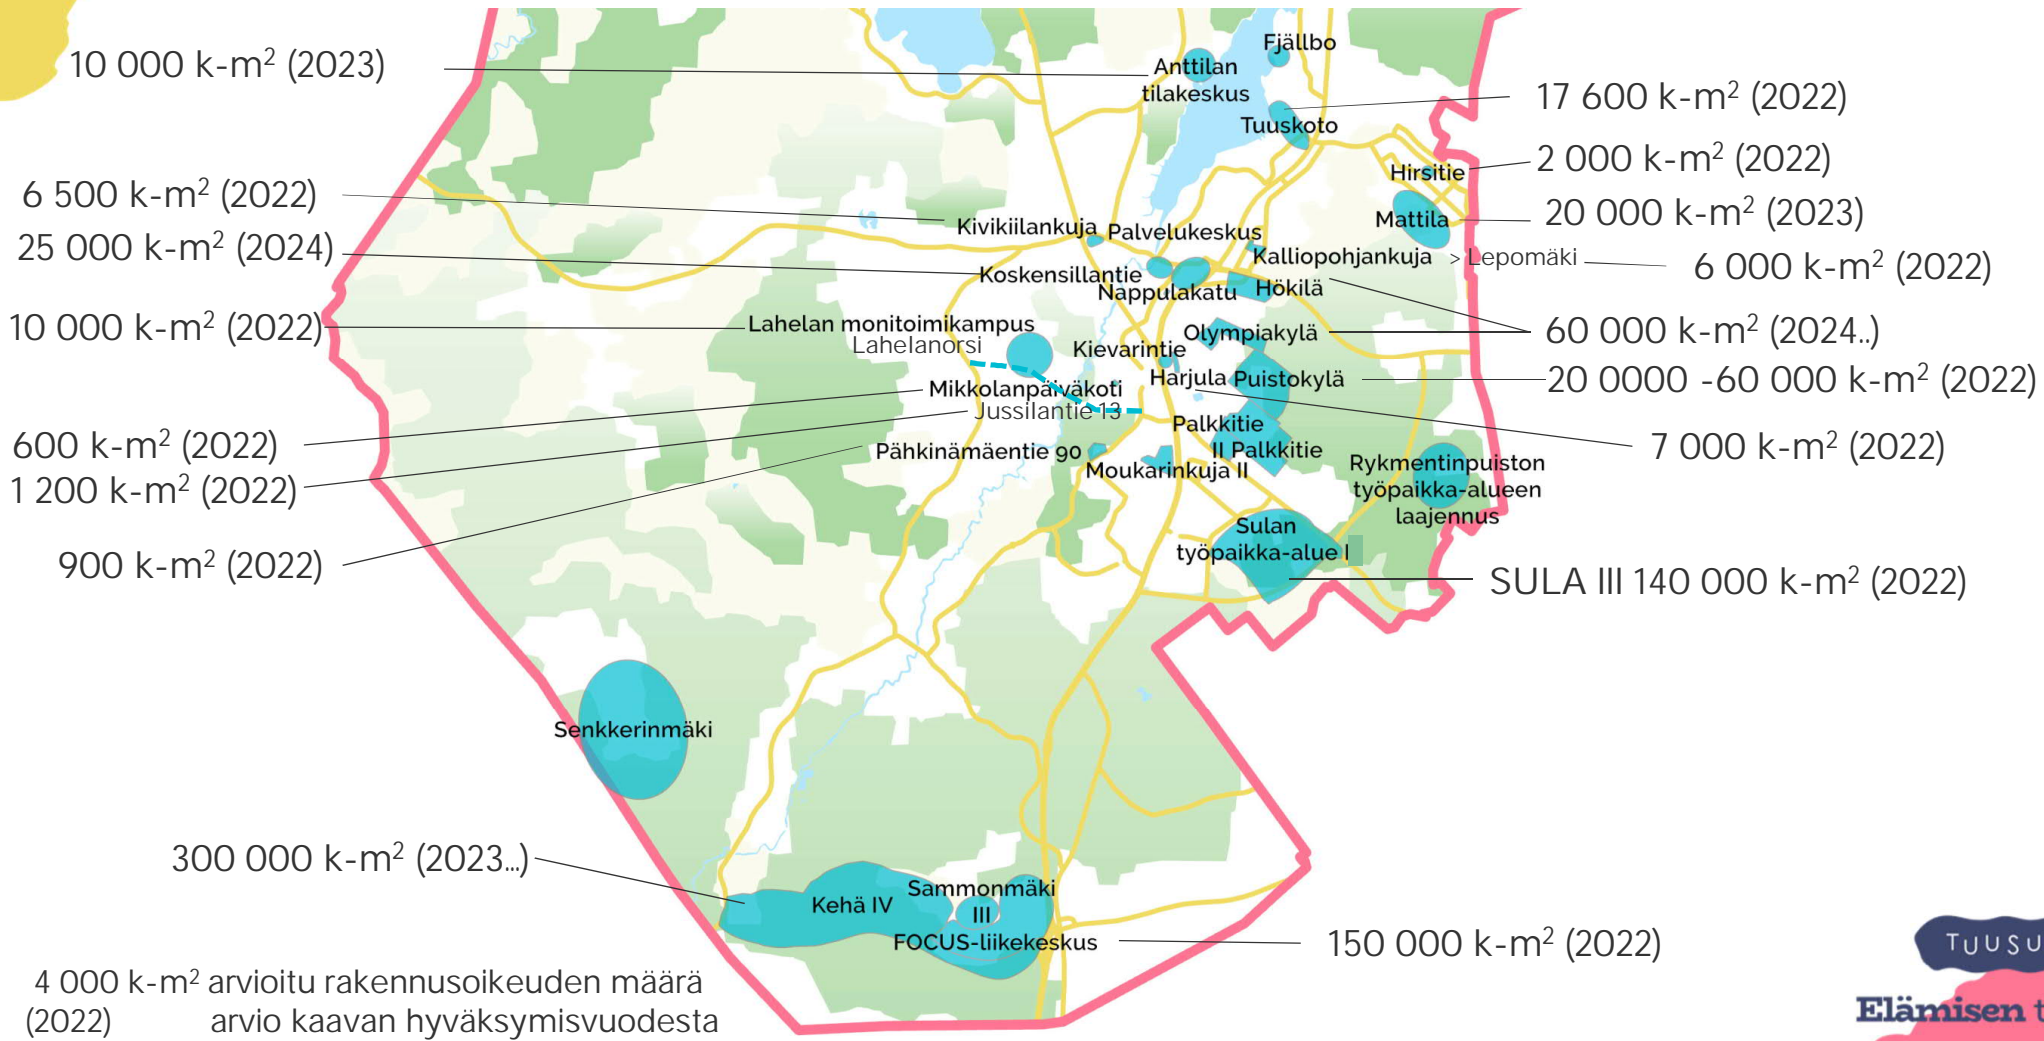 10 000 k-m² (2023)
6 500 k-m² (2022)
25 000 k-m² (2024)
10 000 k-m² (2022)
600 k-m² (2022)
1 200 k-m² (2022)
900 k-m² (2022)
300 000 k-m² (2023...)
4 000 k-m² arvioitu rakennusoikeuden määrä
(2022) arvio kaavan hyväksymisvuodesta
Fjällbo
Anttilan
tilakeskus
Tuuskoto
Hirsitie
Mattila
Kivikiilankuja
Palvelukeskus
Kalliopohjankuja > Lepomäki
Koskensillantie
Nappulakatu
Hökilä
Lahelan monitoimikampus
Lahelanorsi
Olympiakylä
Kievarintie
Harjula
Puistokylä
Mikkolanpäiväkoti
Jussilantie 13
Palkkitie
II Palkkitie
Pähkinämäentie 90
Moukarinkuja II
Rykmentinpuiston
työpaikka-alueen
laajennus
Sulan
työpaikka-alue I
Senkkerinmäki
Kehä IV
Sammonmäki
III
FOCUS-liikekeskus
17 600 k-m² (2022)
2 000 k-m² (2022)
20 000 k-m² (2023)
6 000 k-m² (2022)
60 000 k-m² (2024..)
20 0000 -60 000 k-m² (2022)
7 000 k-m² (2022)
SULA III 140 000 k-m² (2022)
150 000 k-m² (2022)
TUUSU
Elämisen t